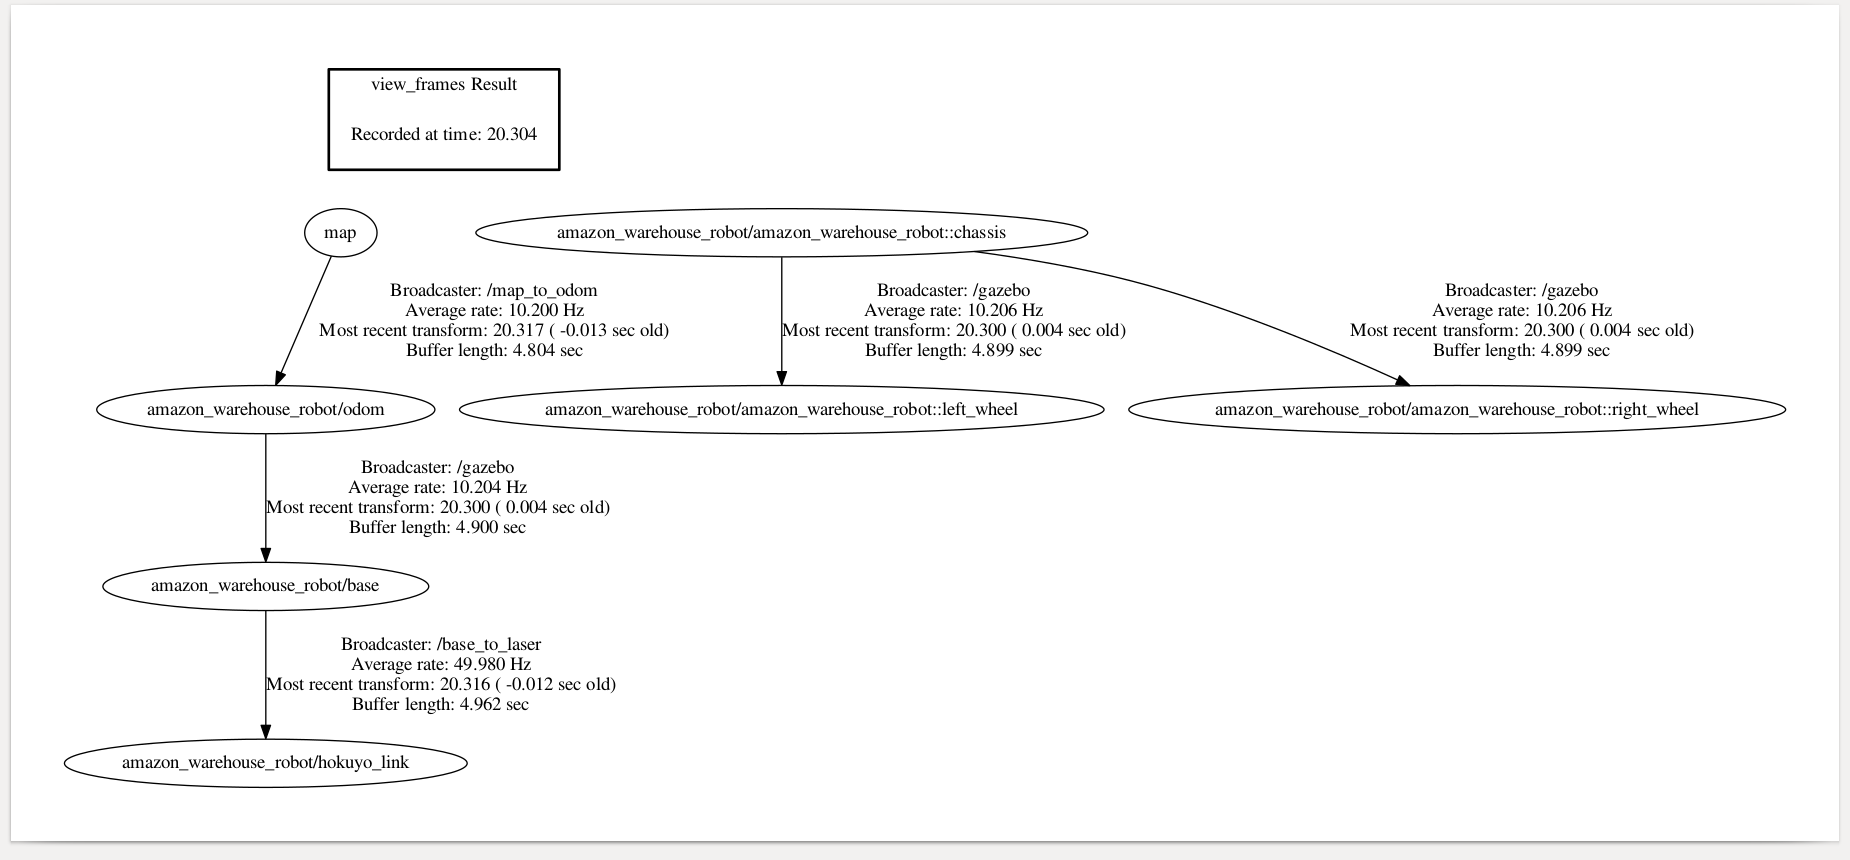 view_frames Result
Recorded at time: 20.304
map
amazon_warehouse_robot/amazon_warehouse_robot::chassis
Broadcaster: /map_to_odom
Average rate: 10.200 Hz
Most recent transform: 20.317 ( -0.013 sec old)
Buffer length: 4.804 sec
Broadcaster: /gazebo
Average rate: 10.206 Hz
Most recent transform: 20.300 ( 0.004 sec old)
Buffer length: 4.899 sec
Broadcaster: /gazebo
Average rate: 10.206 Hz
Most recent transform: 20.300 ( 0.004 sec old)
Buffer length: 4.899 sec
amazon_warehouse_robot/odom
amazon_warehouse_robot/amazon_warehouse_robot::left_wheel
amazon_warehouse_robot/amazon_warehouse_robot::right_wheel
Broadcaster: /gazebo
Average rate: 10.204 Hz
Most recent transform: 20.300 ( 0.004 sec old)
Buffer length: 4.900 sec
amazon_warehouse_robot/base
Broadcaster: /base_to_laser
Average rate: 49.980 Hz
Most recent transform: 20.316 ( -0.012 sec old)
Buffer length: 4.962 sec
amazon_warehouse_robot/hokuyo_link